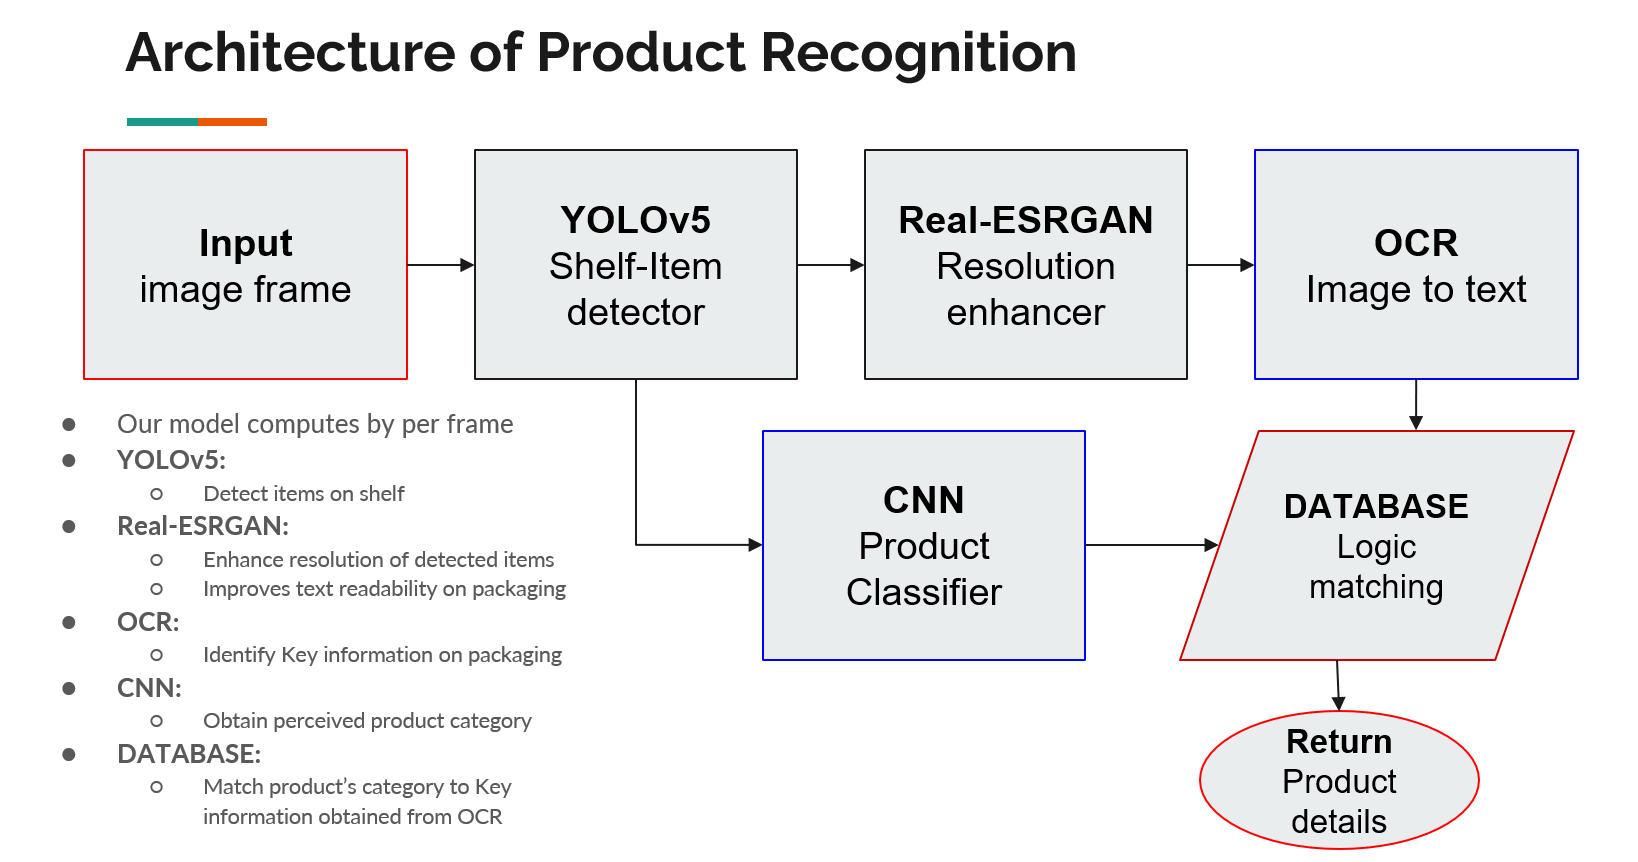 Architecture of Product Recognition
Input
image frame
YOLOv5
Shelf-Item
detector
Real-ESRGAN
Resolution
enhancer
OCR
Image to text
CNN
Product
Classifier
DATABASE
Logic
matching
Return
Product
details
● Our model computes by per frame
● YOLOv5:
○ Detect items on shelf
● Real-ESRGAN:
○ Enhance resolution of detected items
○ Improves text readability on packaging
● OCR:
○ Identify Key information on packaging
● CNN:
○ Obtain perceived product category
● DATABASE:
○ Match product’s category to Key
information obtained from OCR